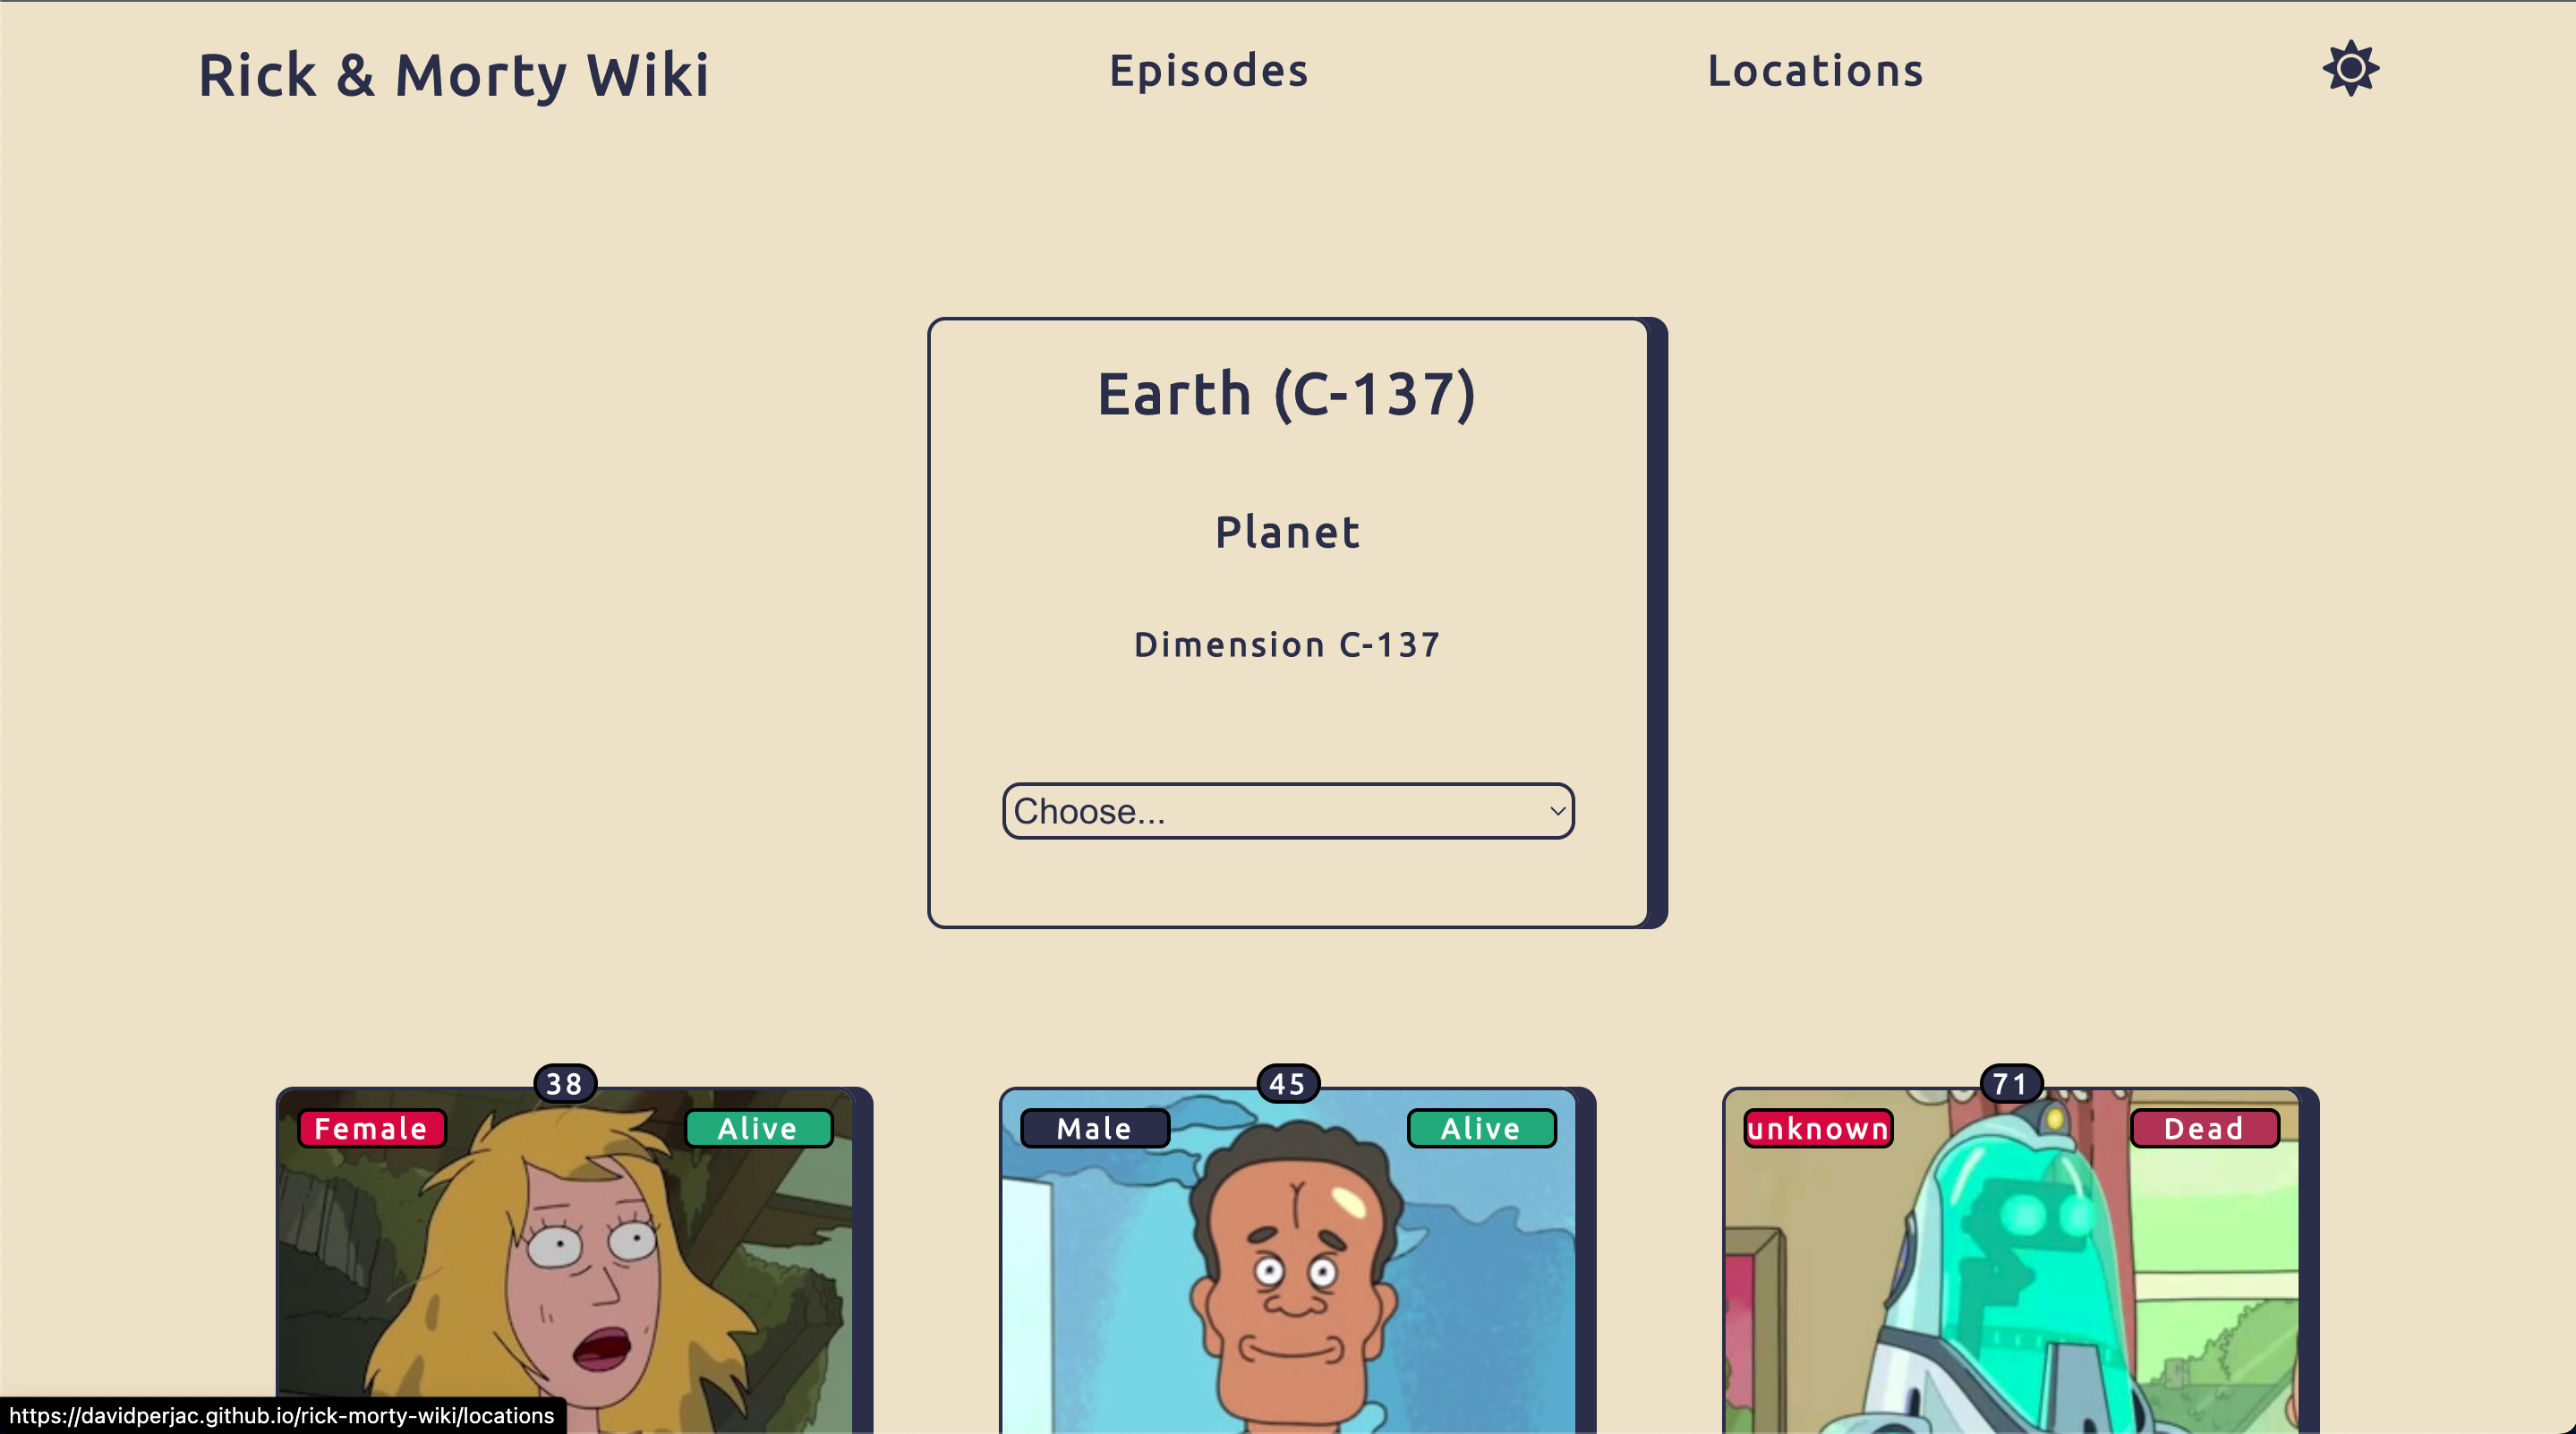 Rick & Morty Wiki Episodes Locations
Earth (C-137)
Planet
Dimension C-137
Choose...
38 45 71
Female Alive Male Alive unknown Dead
https://davidperjac.github.io/rick-morty-wiki/locations